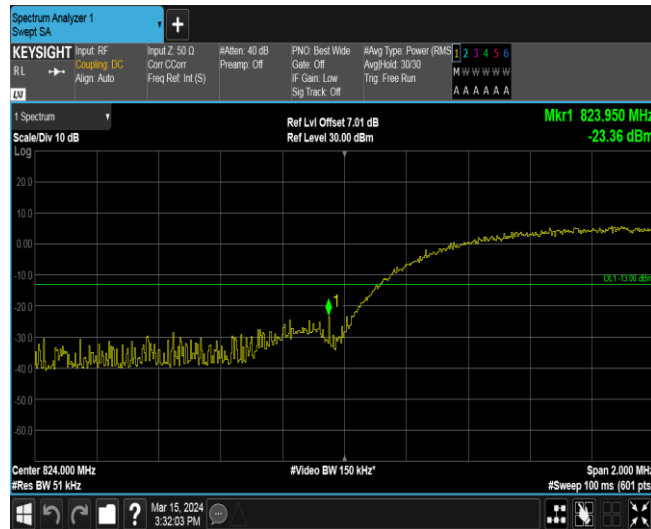 Spectrum Analyzer 1
Swept SA
+
KEYSIGHT
RL
LXI
Input: RF
Coupling: DC
Align: Auto
Input Z: 50 Ω
Corr CCorr
Freq Ref: Int (S)
#Atten: 40 dB
Preamp: Off
PNO: Best Wide
Gate: Off
IF Gain: Low
Sig Track: Off
#Avg Type: Power (RMS
Avg|Hold: 30/30
Trig: Free Run
1 2 3 4 5 6
M W W W W W
A A A A A A
1 Spectrum
Scale/Div 10 dB
Log
Ref Lvl Offset 7.01 dB
Ref Level 30.00 dBm
Mkr1 823.950 MHz
-23.36 dBm
20.0
10.0
0.00
-10.0
DL1 -13.00 dBm
-20.0
1
-30.0
-40.0
-50.0
-60.0
Center 824.000 MHz
#Res BW 51 kHz
#Video BW 150 kHz*
Span 2.000 MHz
#Sweep 100 ms (601 pts
?
Mar 15, 2024
3:32:03 PM